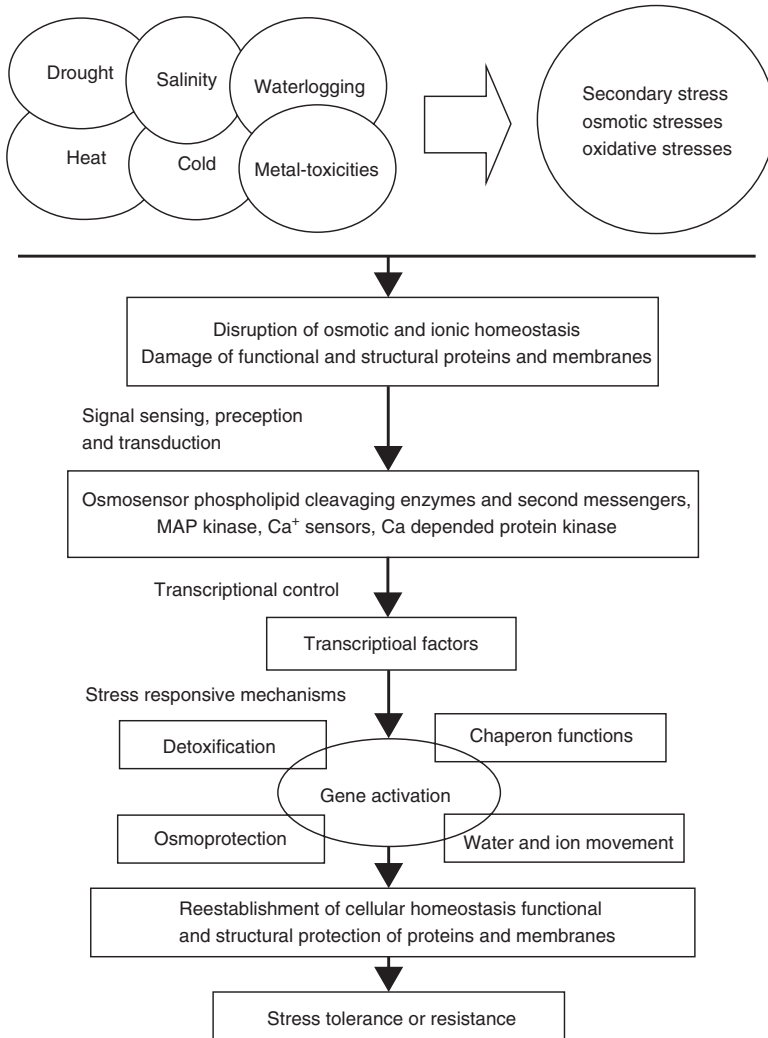 Drought
Salinity
Waterlogging
Heat
Cold
Metal-toxicities
Secondary stress
osmotic stresses
oxidative stresses
Disruption of osmotic and ionic homeostasis
Damage of functional and structural proteins and membranes
Signal sensing, preception
and transduction
Osmosensor phospholipid cleavaging enzymes and second messengers,
MAP kinase, Ca⁺ sensors, Ca depended protein kinase
Transcriptional control
Transcriptioal factors
Stress responsive mechanisms
Detoxification
Chaperon functions
Gene activation
Osmoprotection
Water and ion movement
Reestablishment of cellular homeostasis functional
and structural protection of proteins and membranes
Stress tolerance or resistance